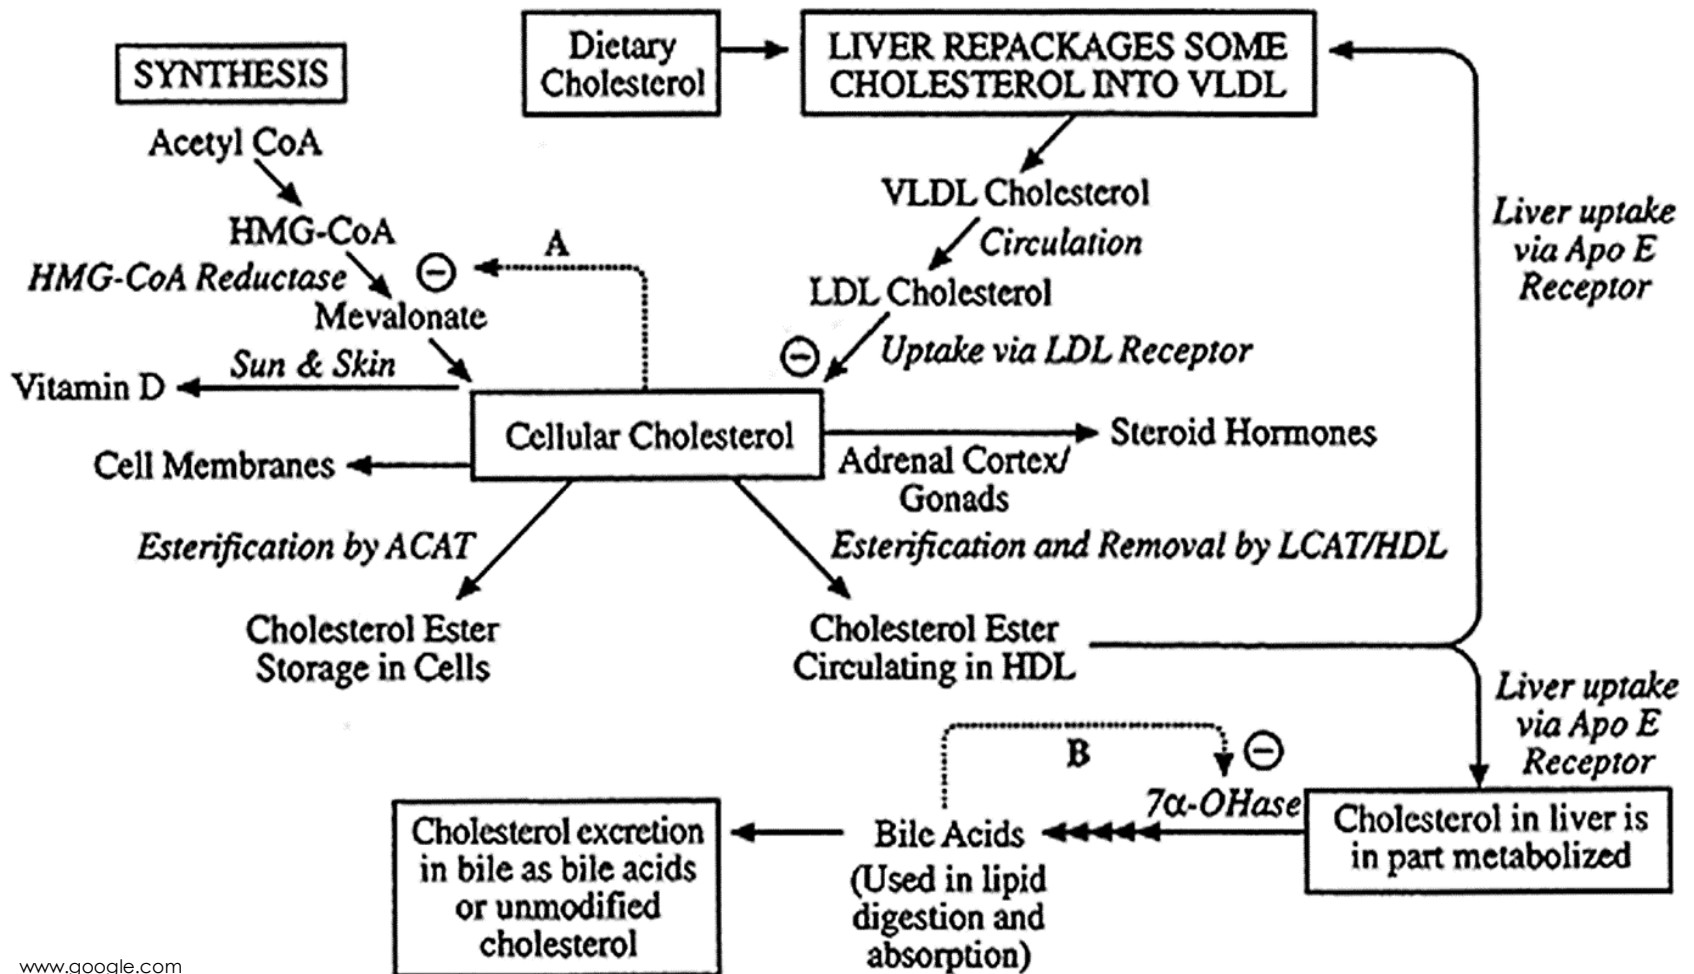 SYNTHESIS
Acetyl CoA
HMG-CoA
HMG-CoA Reductase
Mevalonate
A
Dietary
Cholesterol
LIVER REPACKAGES SOME
CHOLESTEROL INTO VLDL
VLDL Cholesterol
Circulation
LDL Cholesterol
Uptake via LDL Receptor
Liver uptake
via Apo E
Receptor
Sun & Skin
Vitamin D
Cellular Cholesterol
Steroid Hormones
Adrenal Cortex/
Gonads
Cell Membranes
Esterification by ACAT
Esterification and Removal by LCAT/HDL
Cholesterol Ester
Storage in Cells
Cholesterol Ester
Circulating in HDL
Liver uptake
via Apo E
Receptor
B
7α-OHase
Cholesterol in liver is
in part metabolized
Bile Acids
(Used in lipid
digestion and
absorption)
Cholesterol excretion
in bile as bile acids
or unmodified
cholesterol
www.google.com